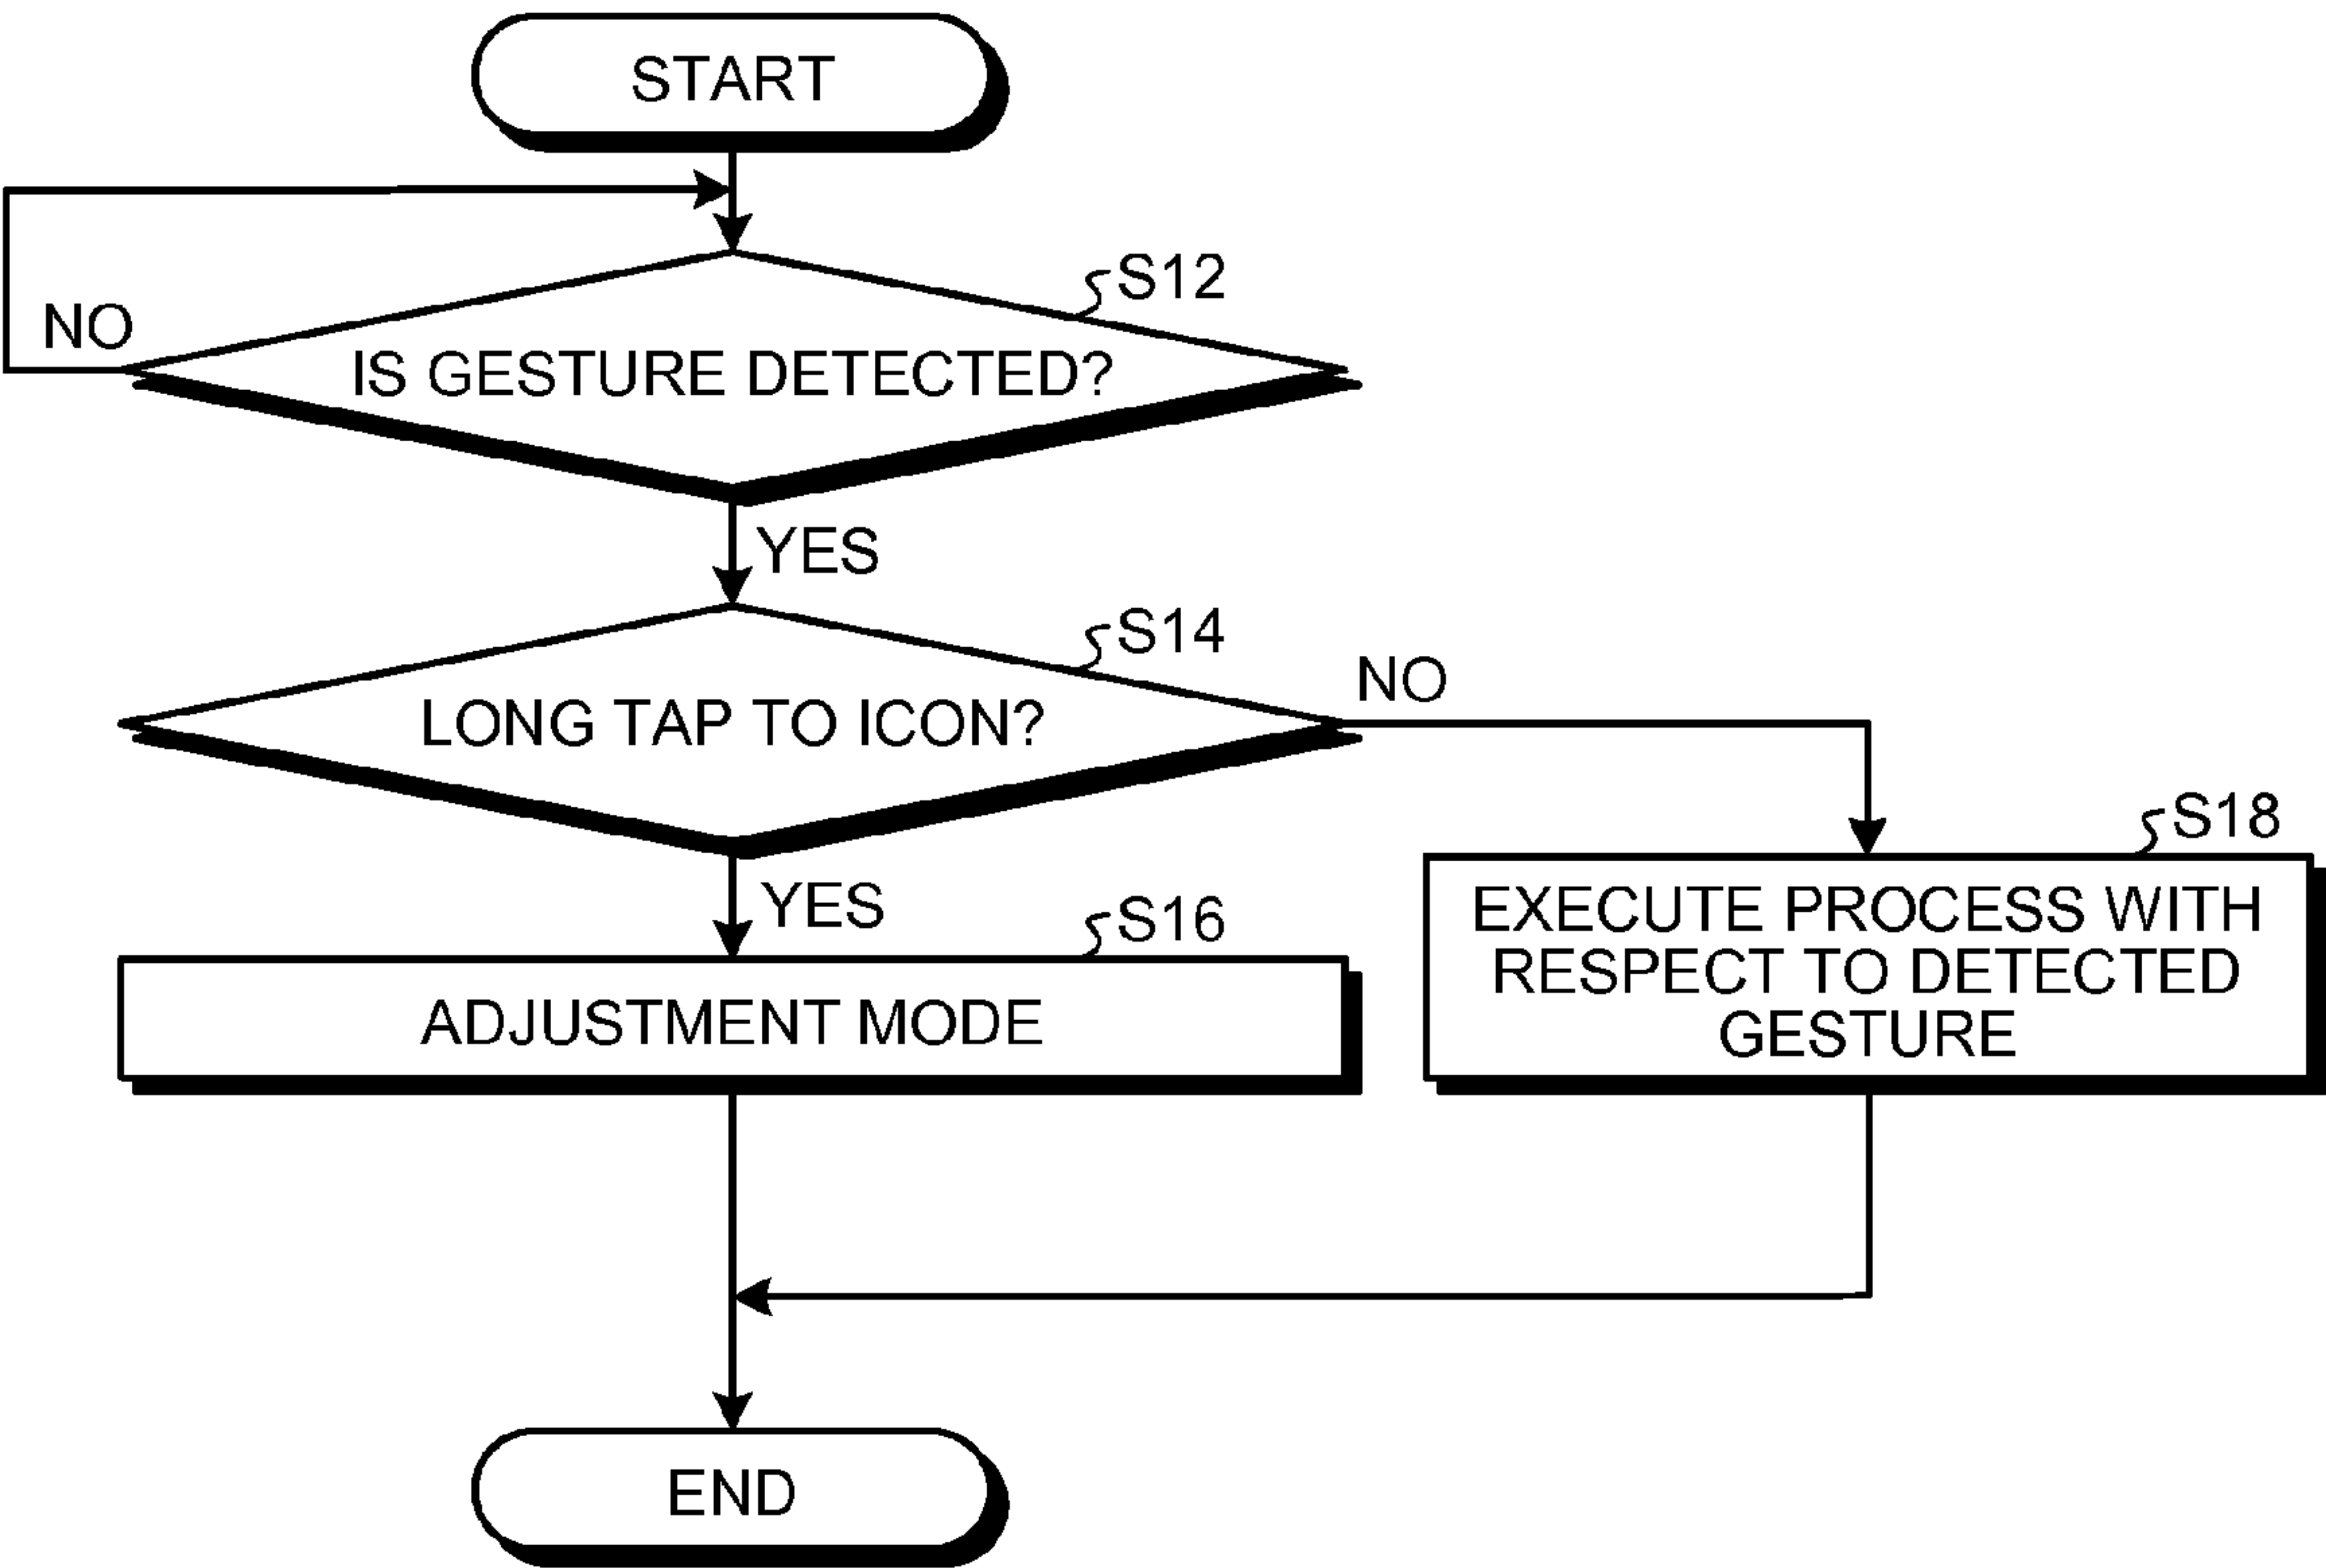 START
S12
NO
IS GESTURE DETECTED?
YES
S14
NO
LONG TAP TO ICON?
S18
YES
S16
EXECUTE PROCESS WITH
RESPECT TO DETECTED
GESTURE
ADJUSTMENT MODE
END